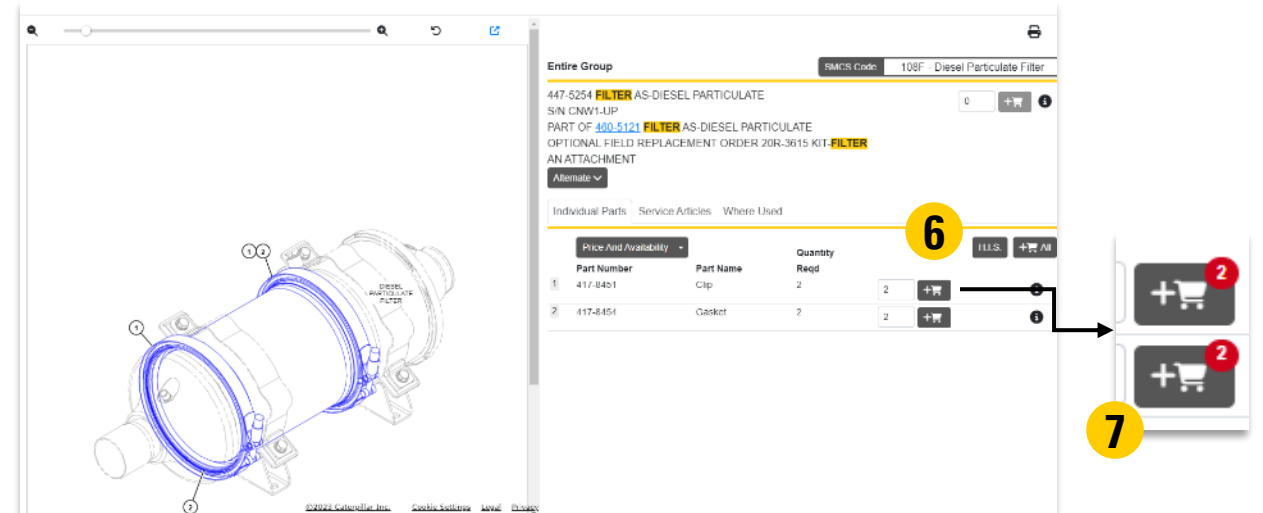 Entire Group
SMCS Code 108F - Diesel Particulate Filter
447-5254 FILTER AS-DIESEL PARTICULATE
0
S/N CNW1-UP
PART OF 460-5121 FILTER AS-DIESEL PARTICULATE
OPTIONAL FIELD REPLACEMENT ORDER 20R-3615 KIT-FILTER
AN ATTACHMENT
Alternate
Individual Parts Service Articles Where Used
6
Price And Availability
Quantity
H.I.S. All
Part Number Part Name Reqd
1 417-8451 Clip 2 2
2 417-8454 Gasket 2 2
1 2
DIESEL
PARTICULATE
FILTER
1
2
2
2
7
©2023 Caterpillar Inc. Cookie Settings Legal Privacy